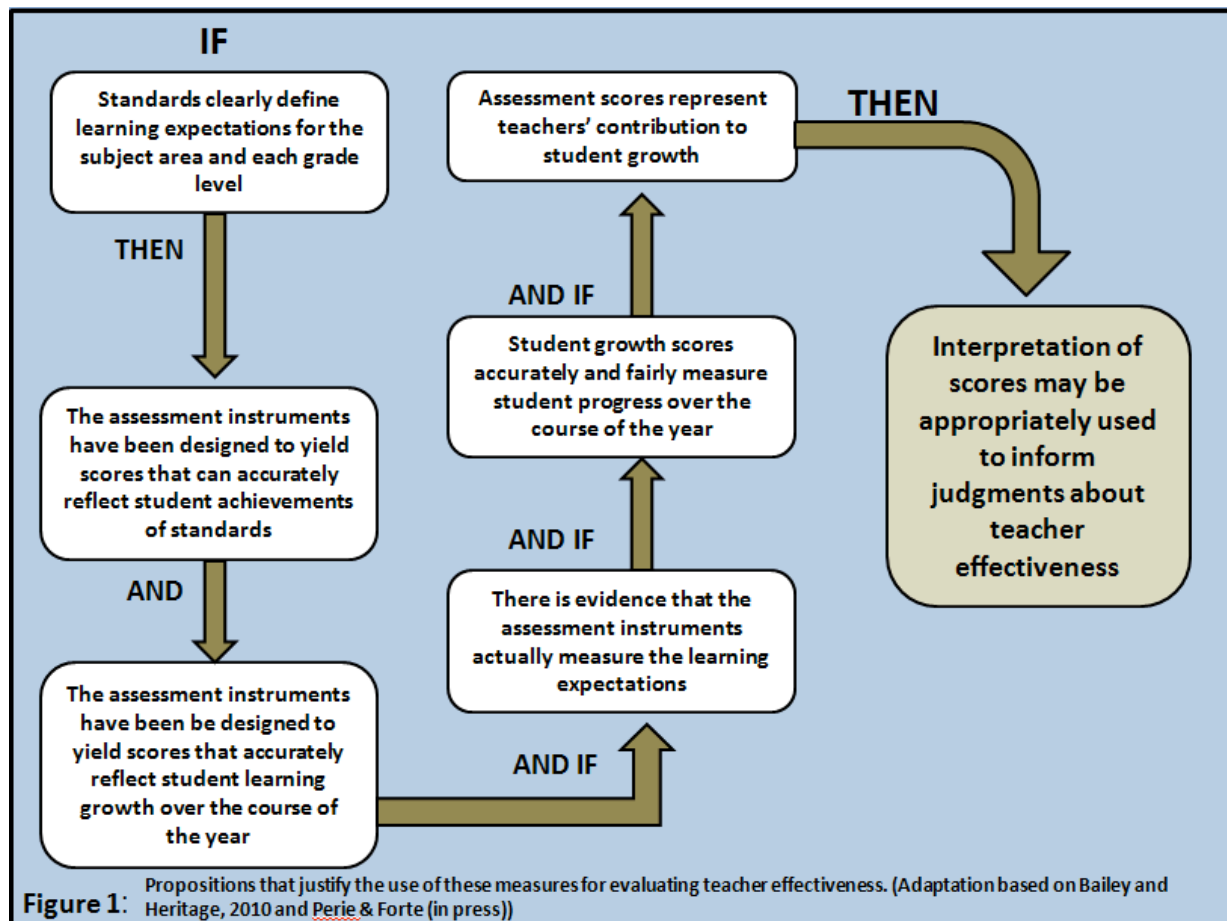 IF
Standards clearly define
learning expectations for the
subject area and each grade
level
THEN
The assessment instruments
have been designed to yield
scores that can accurately
reflect student achievements
of standards
AND
The assessment instruments
have been be designed to
yield scores that accurately
reflect student learning
growth over the course of
the year
AND IF
There is evidence that the
assessment instruments
actually measure the learning
expectations
AND IF
Student growth scores
accurately and fairly measure
student progress over the
course of the year
AND IF
Assessment scores represent
teachers’ contribution to
student growth
THEN
Interpretation of
scores may be
appropriately used
to inform
judgments about
teacher
effectiveness
Figure 1: Propositions that justify the use of these measures for evaluating teacher effectiveness. (Adaptation based on Bailey and
Heritage, 2010 and Perie & Forte (in press))